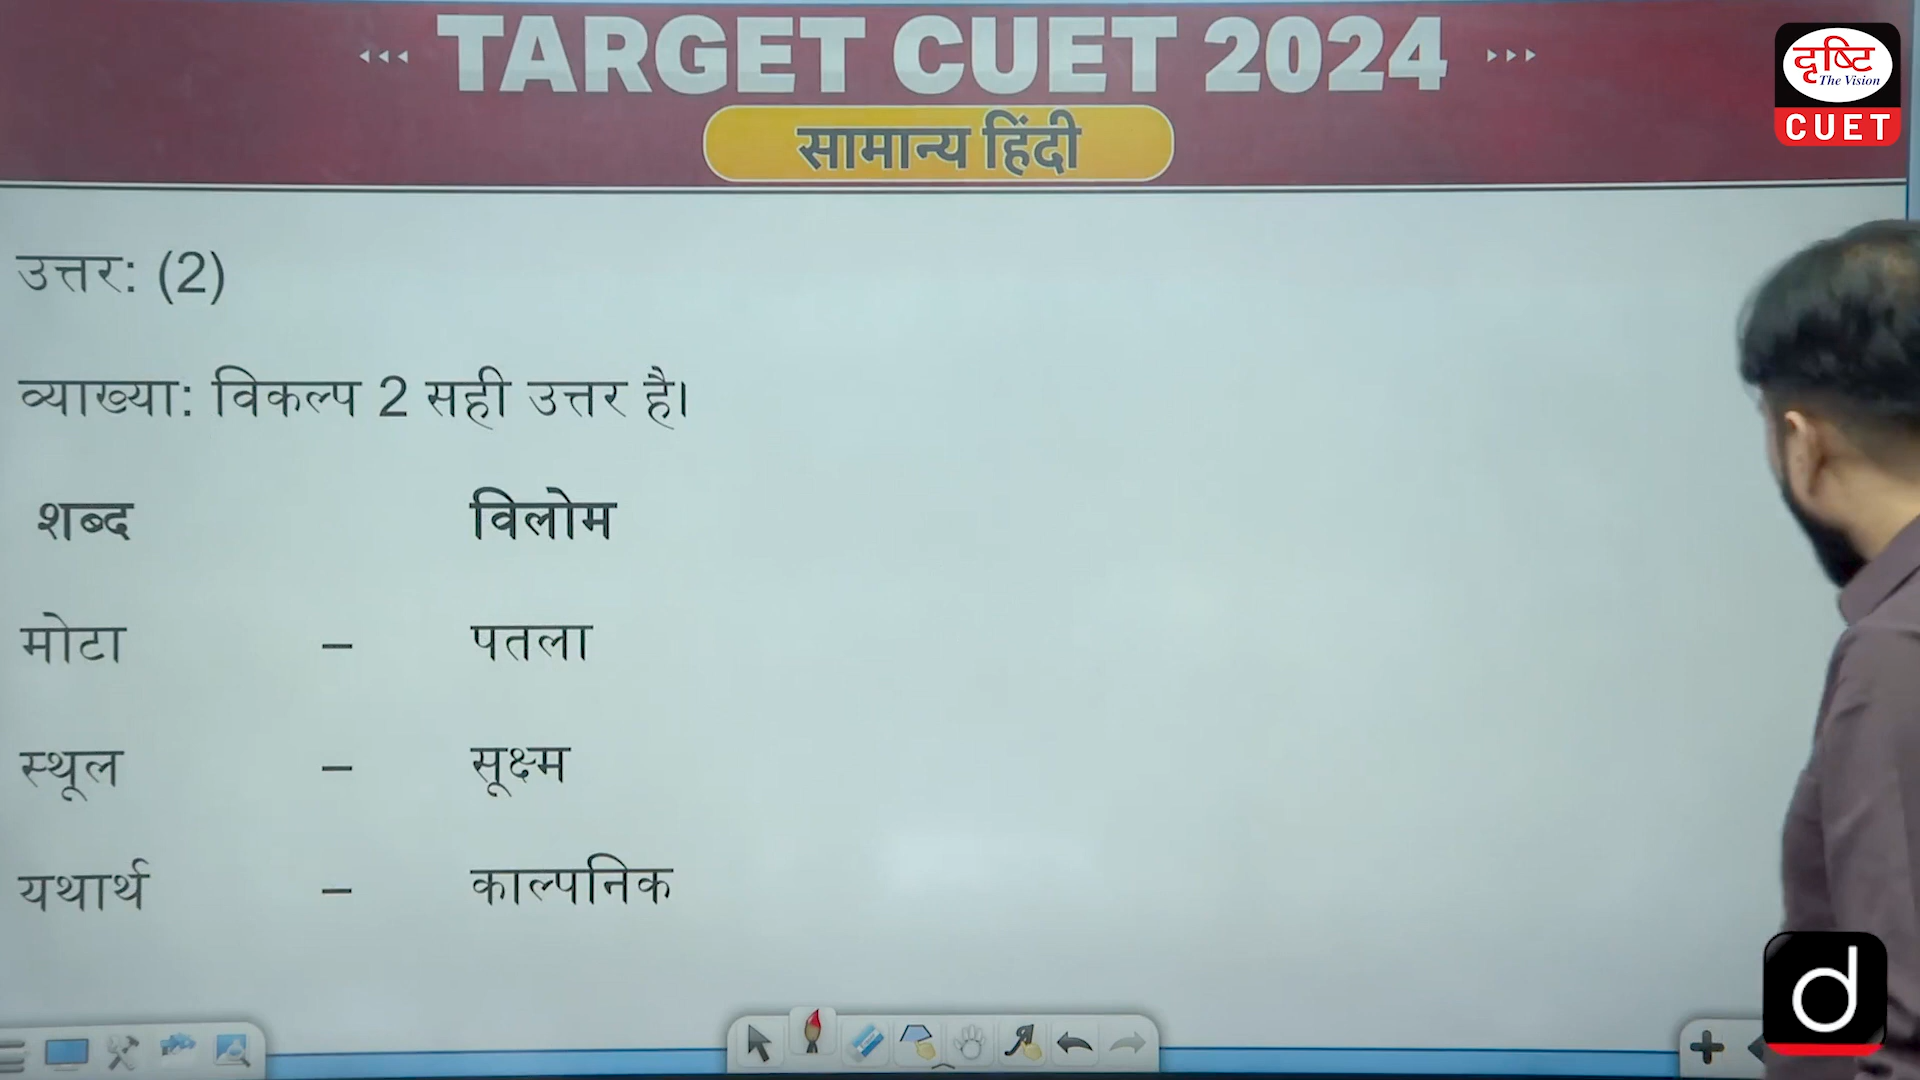 TARGET CUET 2024
सामान्य हिंदी
दृष्टि
The Vision
CUET
उत्तर: (2)
व्याख्या: विकल्प 2 सही उत्तर है।
शब्द विलोम
मोटा – पतला
स्थूल – सूक्ष्म
यथार्थ – काल्पनिक
d